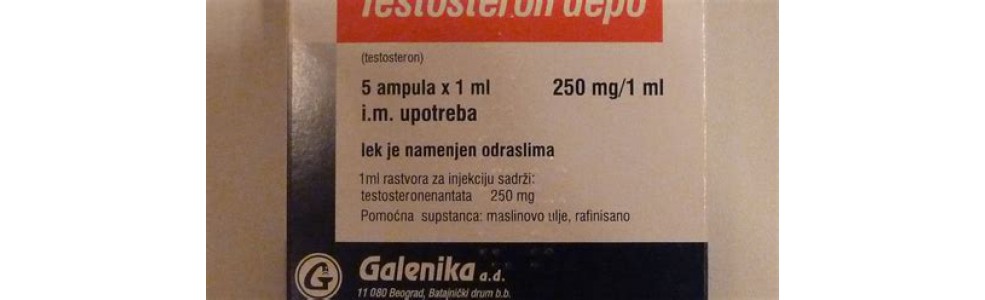 Testosteron depo
(testosteron)
5 ampula x 1 ml 250 mg/1 ml
i.m. upotreba
lek je namenjen odraslima
1ml rastvora za injekciju sadrži:
testosteronenantata 250 mg
Pomoćna supstanca: maslinovo ulje, rafinisano
G
Galenika a.d.
11 080 Beograd, Batajnički drum b.b.